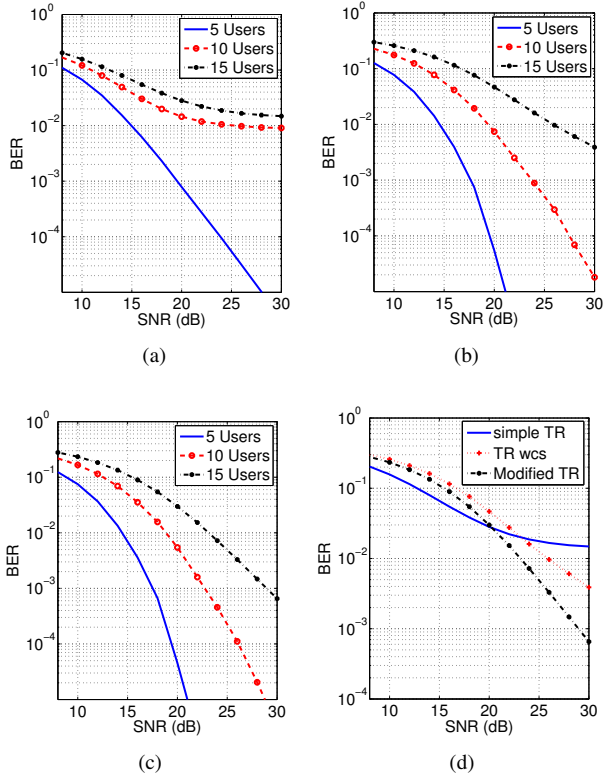 10^0
10^-1
10^-2
10^-3
10^-4
BER
10 15 20 25 30
SNR (dB)
5 Users
10 Users
15 Users
(a)
10^0
10^-1
10^-2
10^-3
10^-4
BER
10 15 20 25 30
SNR (dB)
5 Users
10 Users
15 Users
(b)
10^0
10^-1
10^-2
10^-3
10^-4
BER
10 15 20 25 30
SNR (dB)
5 Users
10 Users
15 Users
(c)
10^0
10^-1
10^-2
10^-3
10^-4
BER
10 15 20 25 30
SNR (dB)
simple TR
TR wcs
Modified TR
(d)